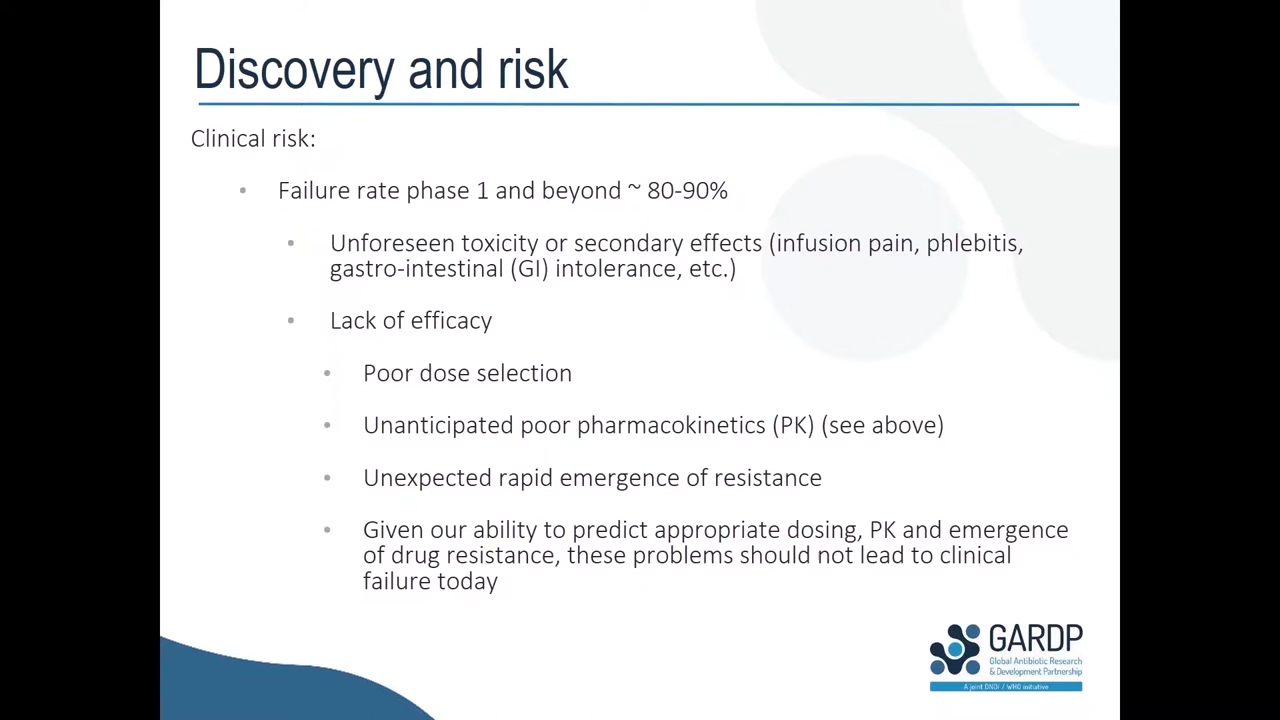 Discovery and risk
Clinical risk:
• Failure rate phase 1 and beyond ~ 80-90%
• Unforeseen toxicity or secondary effects (infusion pain, phlebitis,
gastro-intestinal (GI) intolerance, etc.)
• Lack of efficacy
• Poor dose selection
• Unanticipated poor pharmacokinetics (PK) (see above)
• Unexpected rapid emergence of resistance
• Given our ability to predict appropriate dosing, PK and emergence
of drug resistance, these problems should not lead to clinical
failure today
GARDP
Global Antibiotic Research
& Development Partnership
A joint DNDi / WHO initiative